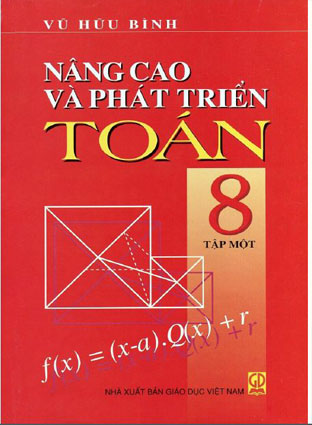 VŨ HỮU BÌNH
NÂNG CAO
VÀ PHÁT TRIỂN
TOÁN
8
TẬP MỘT
f(x) = (x-a).Q(x) + r
NHÀ XUẤT BẢN GIÁO DỤC VIỆT NAM
GD